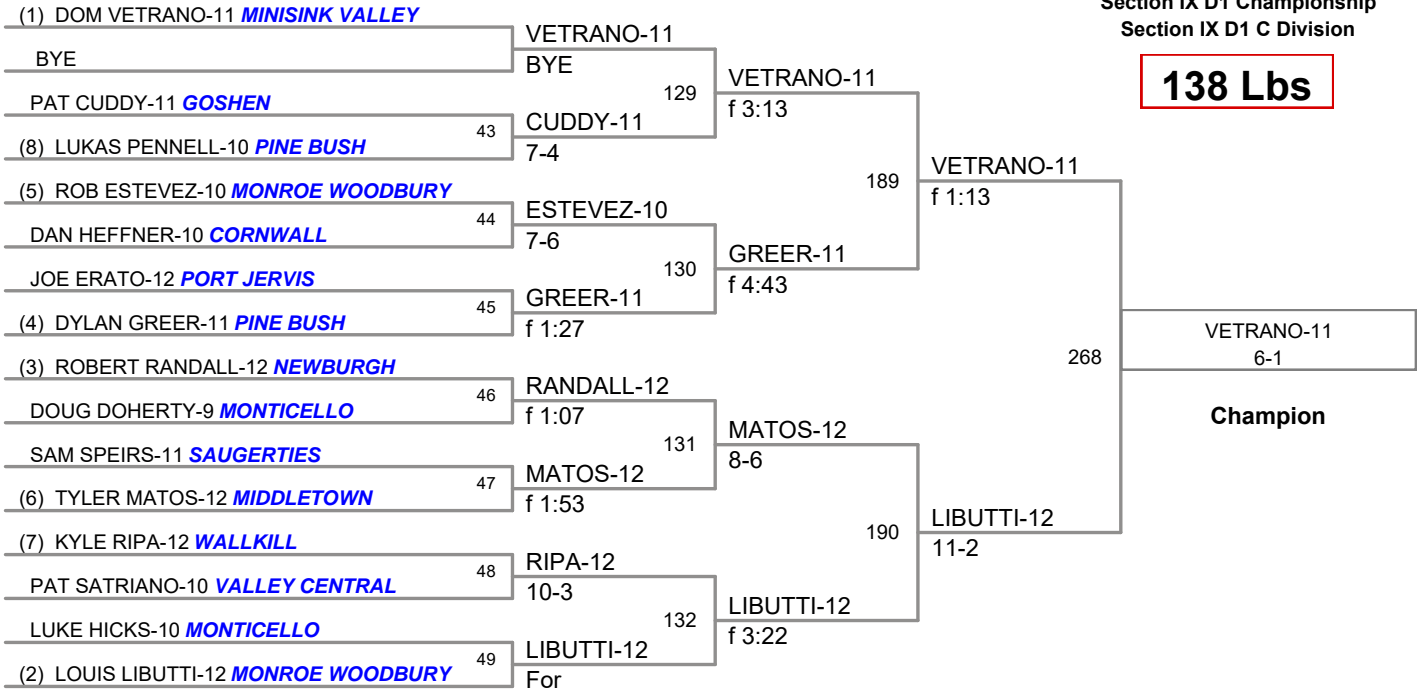 Section IX D1 Championship
Section IX D1 C Division
138 Lbs
(1) DOM VETRANO-11 MINISINK VALLEY
BYE
PAT CUDDY-11 GOSHEN
(8) LUKAS PENNELL-10 PINE BUSH
(5) ROB ESTEVEZ-10 MONROE WOODBURY
DAN HEFFNER-10 CORNWALL
JOE ERATO-12 PORT JERVIS
(4) DYLAN GREER-11 PINE BUSH
(3) ROBERT RANDALL-12 NEWBURGH
DOUG DOHERTY-9 MONTICELLO
SAM SPEIRS-11 SAUGERTIES
(6) TYLER MATOS-12 MIDDLETOWN
(7) KYLE RIPA-12 WALLKILL
PAT SATRIANO-10 VALLEY CENTRAL
LUKE HICKS-10 MONTICELLO
(2) LOUIS LIBUTTI-12 MONROE WOODBURY
43
44
45
46
47
48
49
VETRANO-11
BYE
CUDDY-11
7-4
ESTEVEZ-10
7-6
GREER-11
f 1:27
RANDALL-12
f 1:07
MATOS-12
f 1:53
RIPA-12
10-3
LIBUTTI-12
For
129
130
131
132
VETRANO-11
f 3:13
GREER-11
f 4:43
MATOS-12
8-6
LIBUTTI-12
f 3:22
189
190
VETRANO-11
f 1:13
LIBUTTI-12
11-2
268
VETRANO-11
6-1
Champion